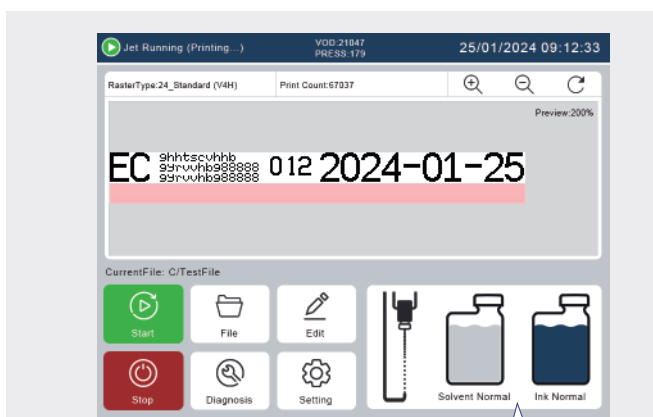 Jet Running (Printing...)
VOD:21047
PRESS:179
25/01/2024 09:12:33
RasterType:24_Standard (V4H)
Print Count:67037
Preview:200%
EC
9hhtscvhhb
99rvvhb988888
99rvvhb988888
012
2024-01-25
CurrentFile: C/TestFile
Start
File
Edit
Stop
Diagnosis
Setting
Solvent Normal
Ink Normal